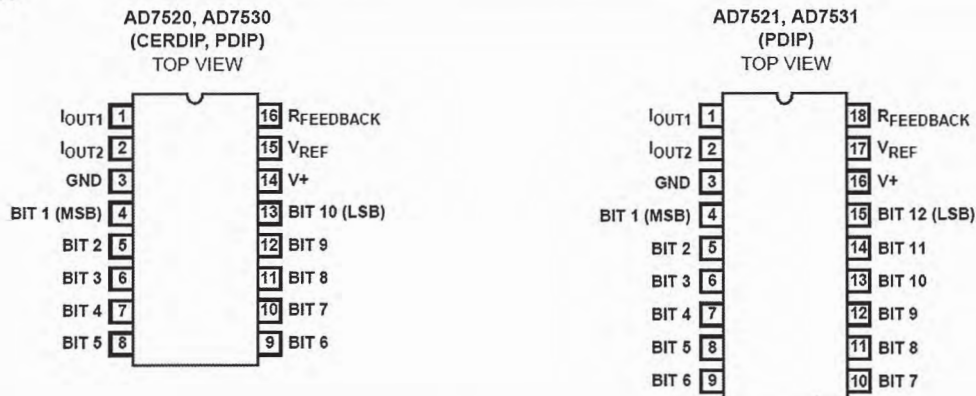 AD7520, AD7530
(CERDIP, PDIP)
TOP VIEW
IOUT1 1 16 RFEEDBACK
IOUT2 2 15 VREF
GND 3 14 V+
BIT 1 (MSB) 4 13 BIT 10 (LSB)
BIT 2 5 12 BIT 9
BIT 3 6 11 BIT 8
BIT 4 7 10 BIT 7
BIT 5 8 9 BIT 6
AD7521, AD7531
(PDIP)
TOP VIEW
IOUT1 1 18 RFEEDBACK
IOUT2 2 17 VREF
GND 3 16 V+
BIT 1 (MSB) 4 15 BIT 12 (LSB)
BIT 2 5 14 BIT 11
BIT 3 6 13 BIT 10
BIT 4 7 12 BIT 9
BIT 5 8 11 BIT 8
BIT 6 9 10 BIT 7